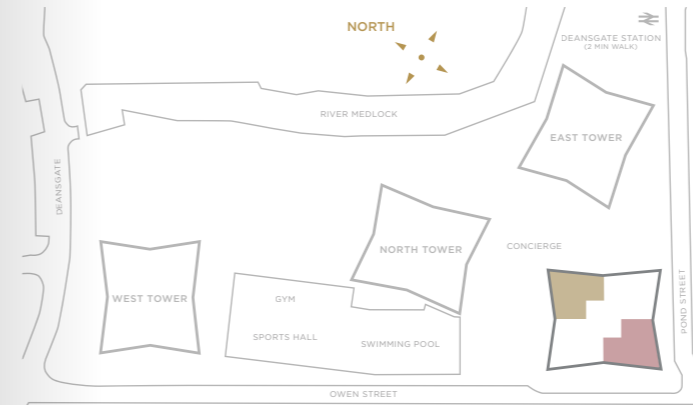 NORTH
DEANSGATE STATION
(2 MIN WALK)
RIVER MEDLOCK
EAST TOWER
DEANSGATE
NORTH TOWER
CONCIERGE
WEST TOWER
GYM
POND STREET
SPORTS HALL
SWIMMING POOL
OWEN STREET